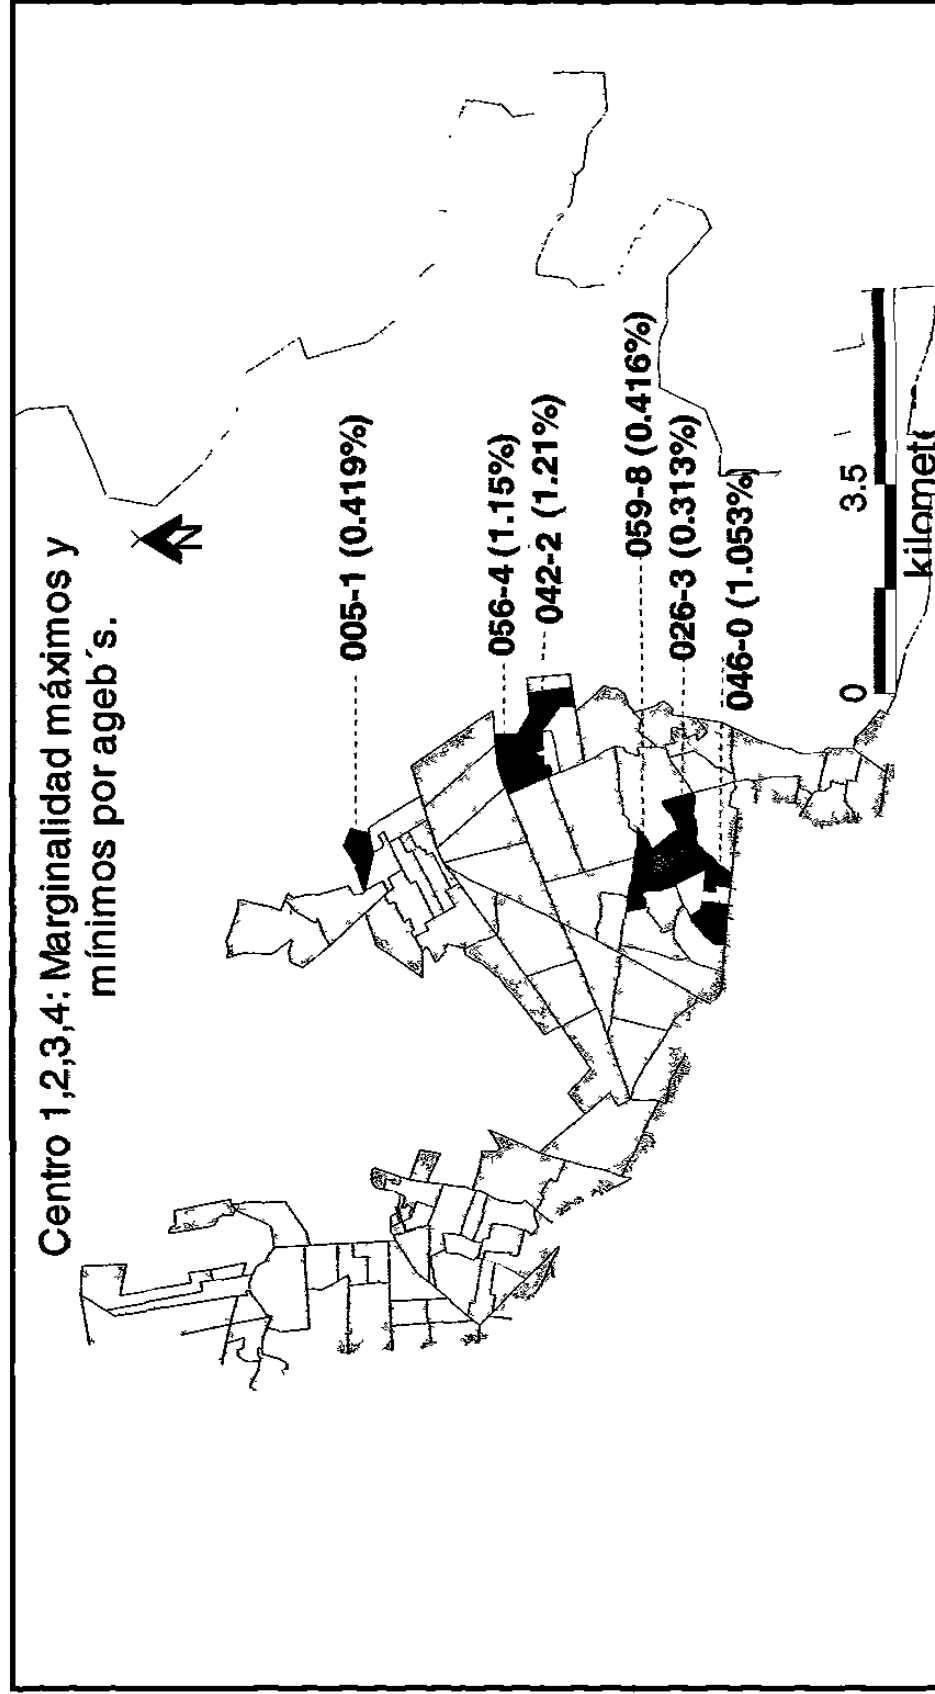 Centro 1,2,3,4: Marginalidad máximos y
mínimos por ageb´s.
N
005-1 (0.419%)
056-4 (1.15%)
042-2 (1.21%)
059-8 (0.416%)
026-3 (0.313%)
046-0 (1.053%)
0
3.5